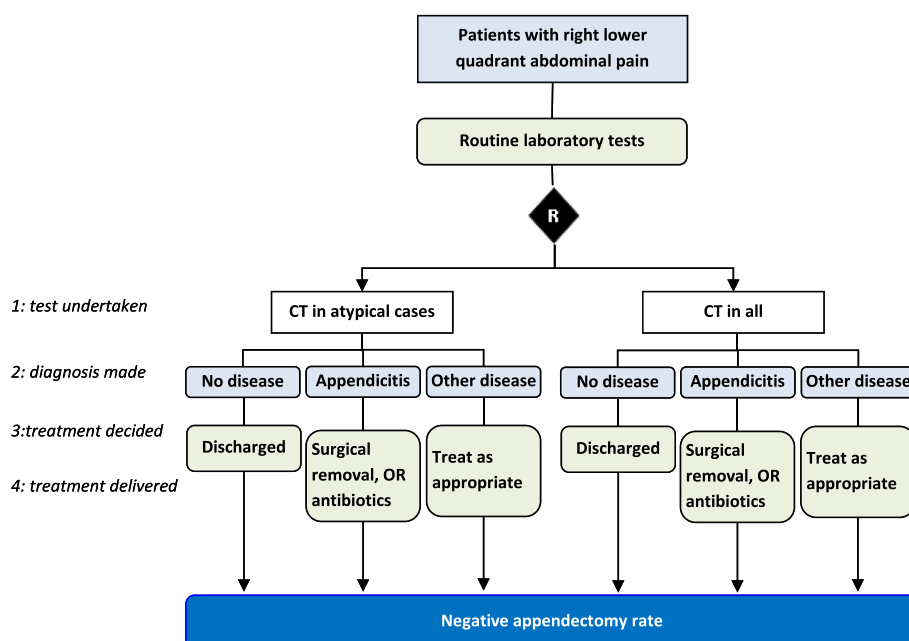 Patients with right lower
quadrant abdominal pain
Routine laboratory tests
R
1: test undertaken
CT in atypical cases
CT in all
2: diagnosis made
No disease
Appendicitis
Other disease
No disease
Appendicitis
Other disease
3:treatment decided
4: treatment delivered
Discharged
Surgical
removal, OR
antibiotics
Treat as
appropriate
Discharged
Surgical
removal, OR
antibiotics
Treat as
appropriate
Negative appendectomy rate